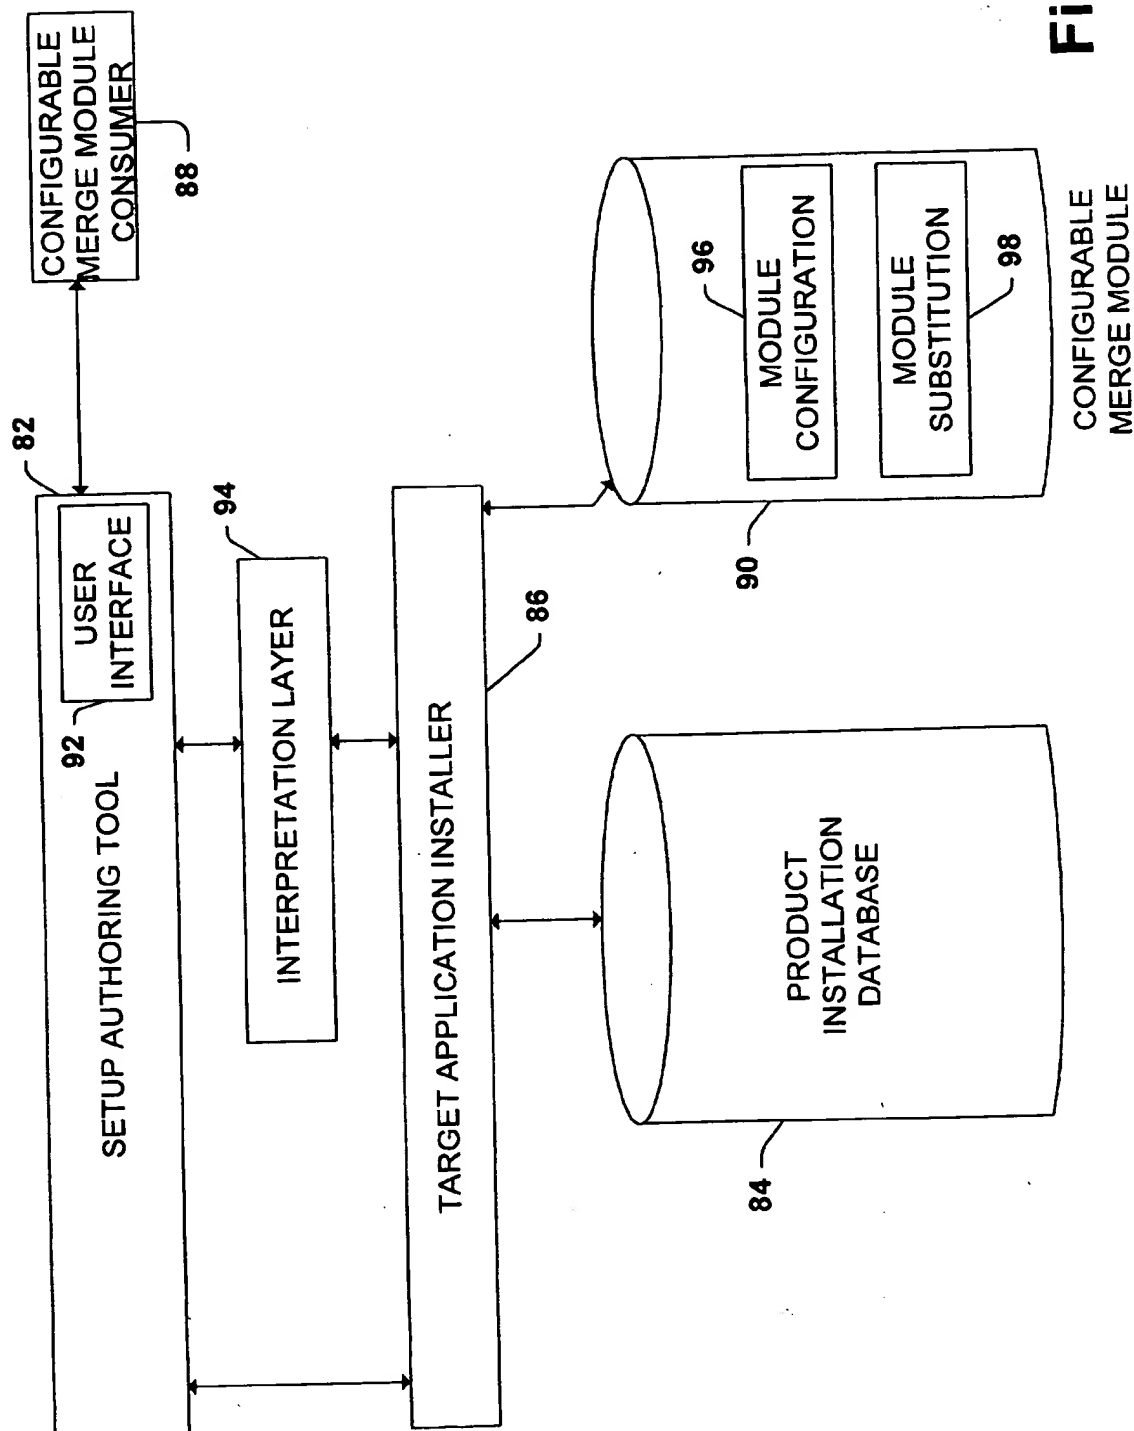 CONFIGURABLE
MERGE MODULE
CONSUMER
88
82
USER
INTERFACE
92
SETUP AUTHORING TOOL
94
INTERPRETATION LAYER
86
TARGET APPLICATION INSTALLER
PRODUCT
INSTALLATION
DATABASE
84
96
MODULE
CONFIGURATION
MODULE
SUBSTITUTION
98
90
CONFIGURABLE
MERGE MODULE
Fi